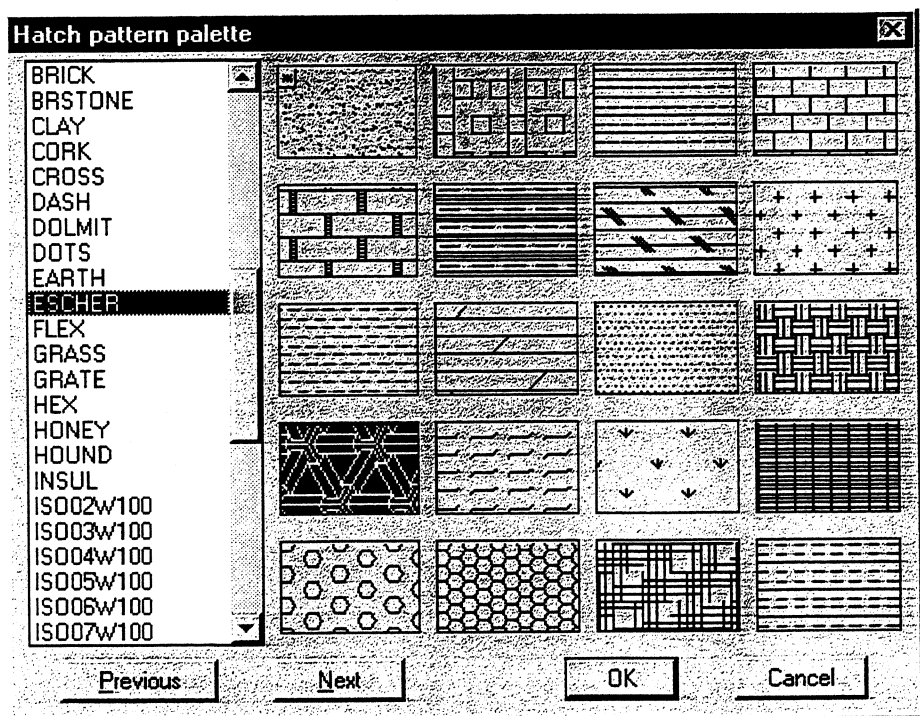 Hatch pattern palette
BRICK
BRSTONE
CLAY
CORK
CROSS
DASH
DOLMIT
DOTS
EARTH
ESCHER
FLEX
GRASS
GRATE
HEX
HONEY
HOUND
INSUL
ISO02W100
ISO03W100
ISO04W100
ISO05W100
ISO06W100
ISO07W100
Previous
Next
OK
Cancel